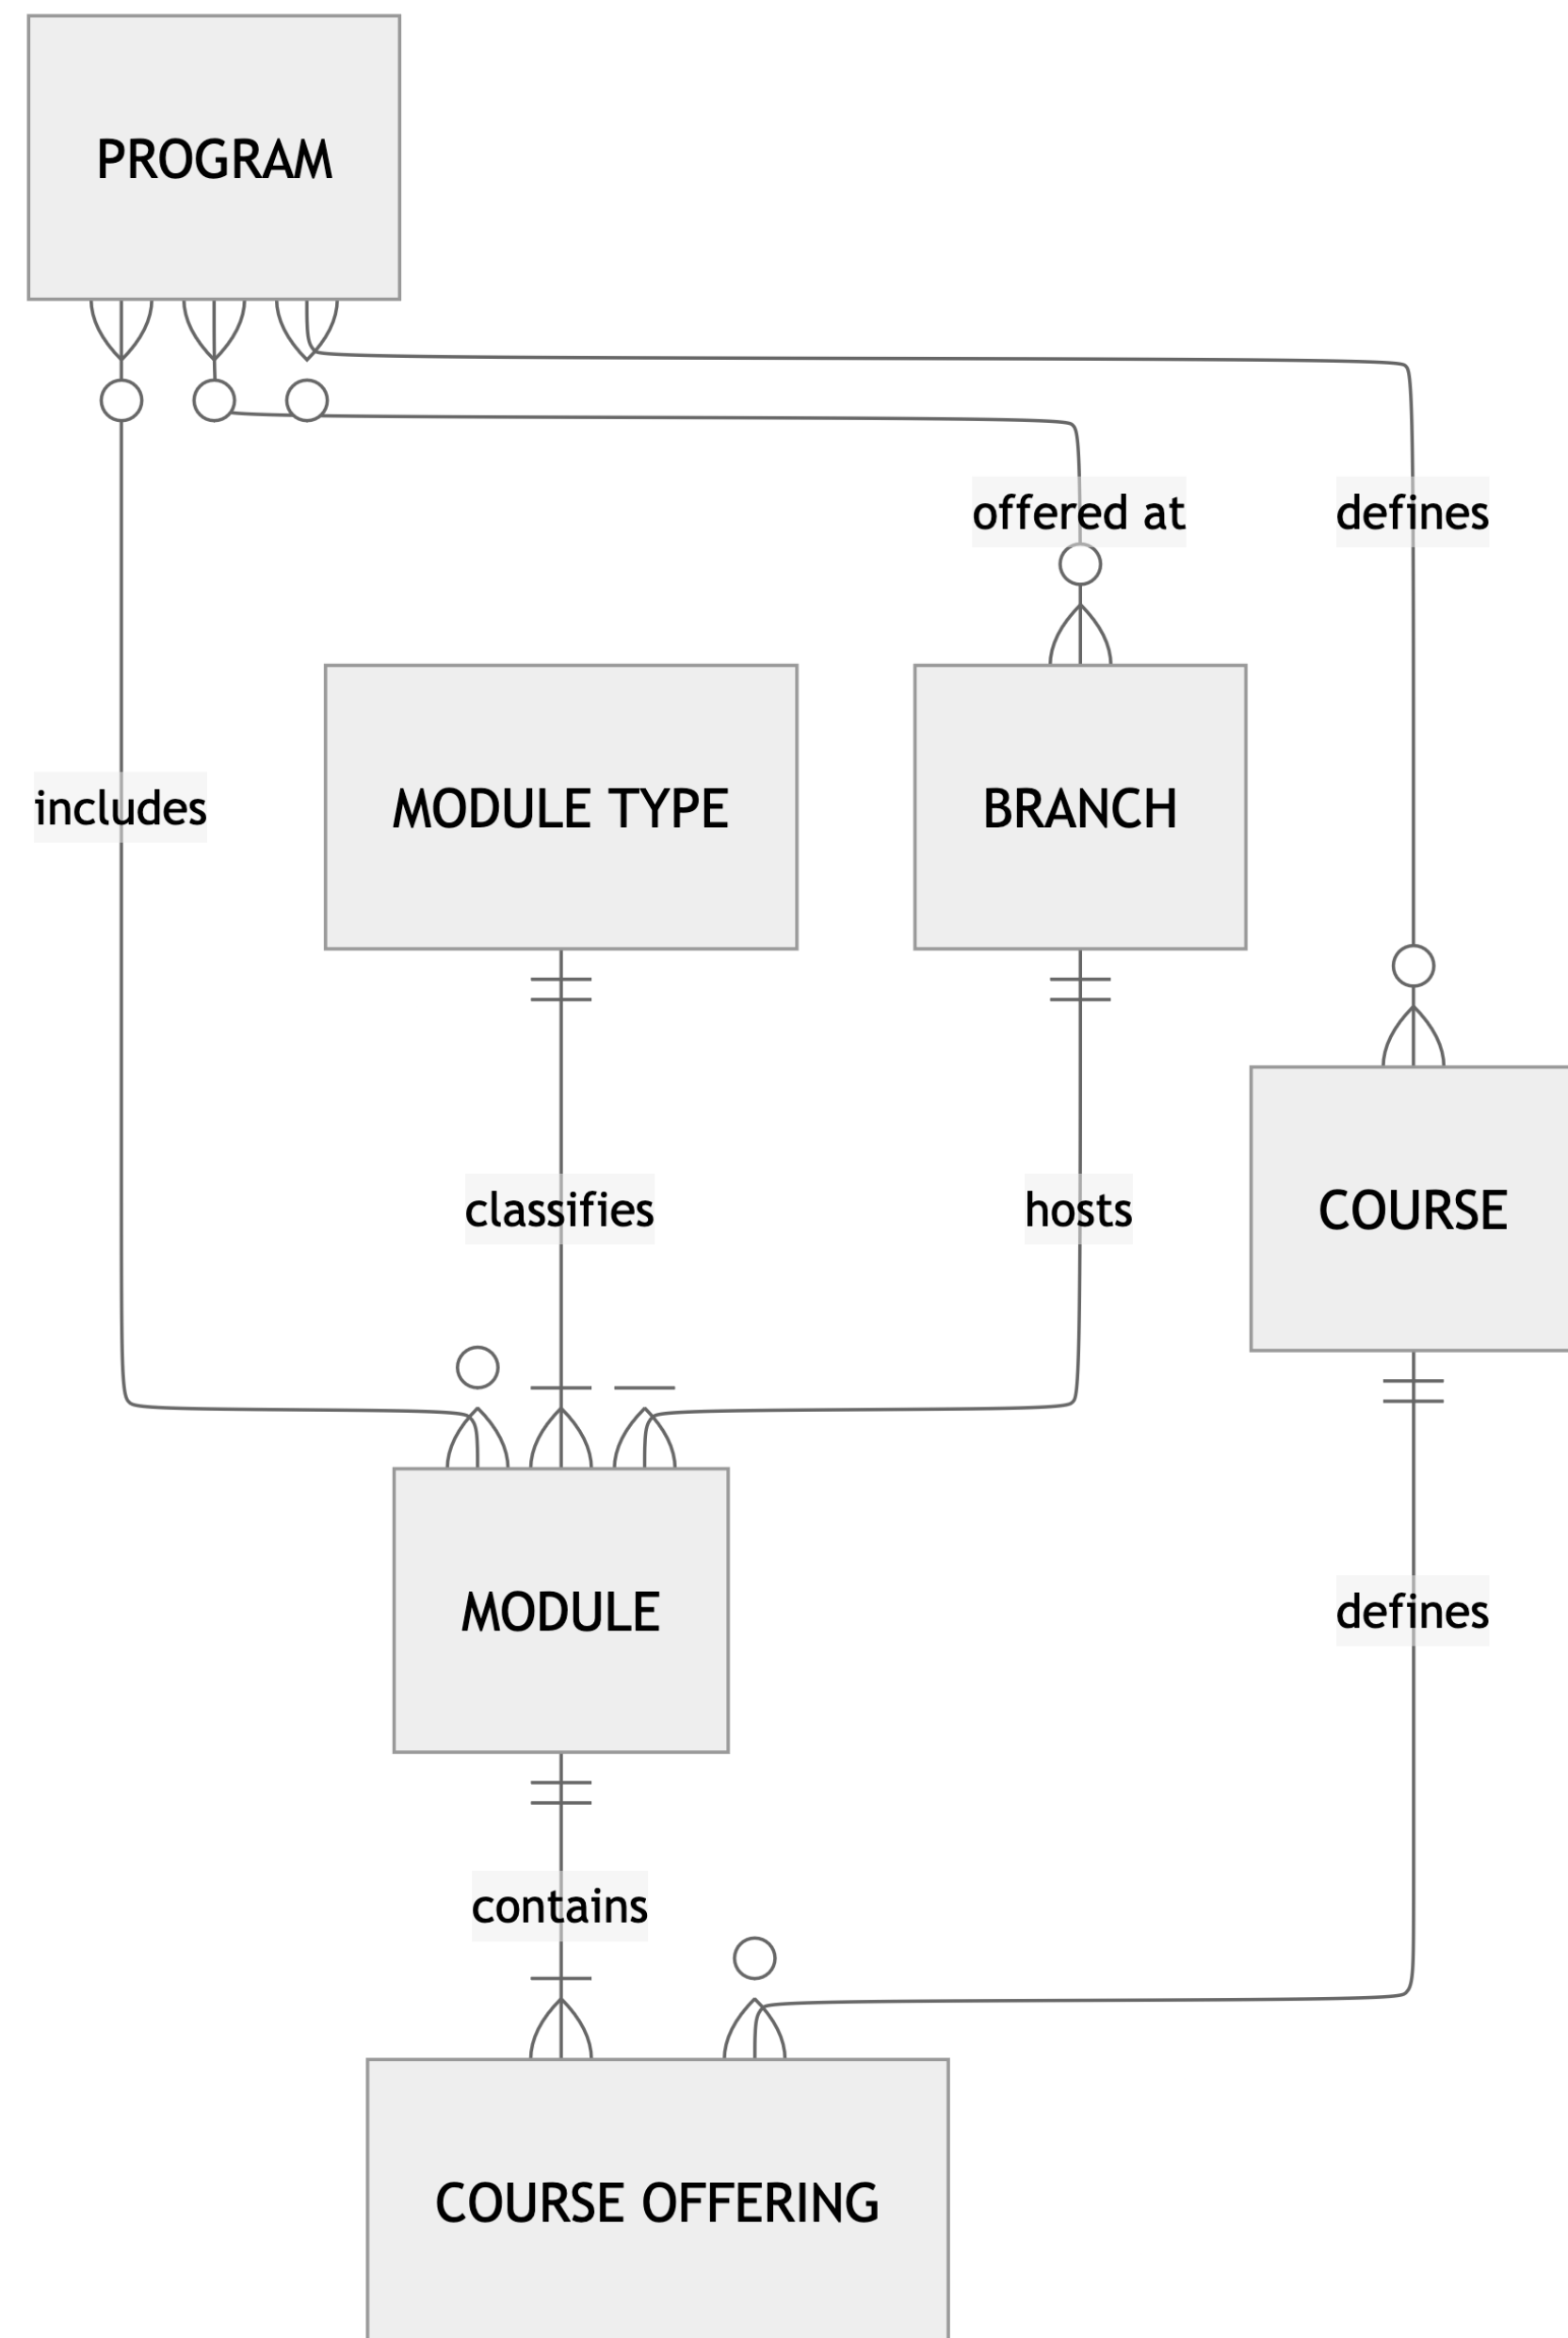 PROGRAM
offered at
defines
includes
MODULE TYPE
BRANCH
classifies
hosts
COURSE
MODULE
defines
contains
COURSE OFFERING